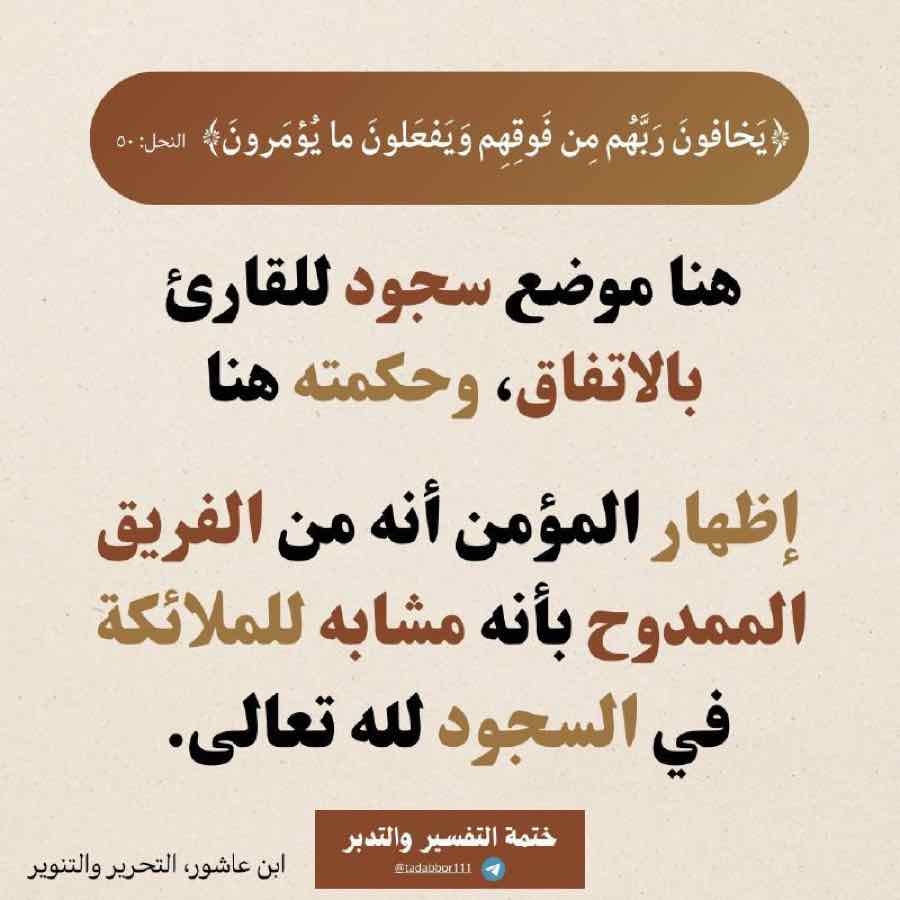 ﴿يَخافونَ رَبَّهُم مِن فَوقِهِم وَيَفعَلونَ ما يُؤمَرونَ﴾ النحل: ٥٠
هنا موضع سجود للقارئ
بالاتفاق، وحكمته هنا
إظهار المؤمن أنه من الفريق
الممدوح بأنه مشابه للملائكة
في السجود لله تعالى.
ختمة التفسير والتدبر
@tadabbor111
ابن عاشور، التحرير والتنوير